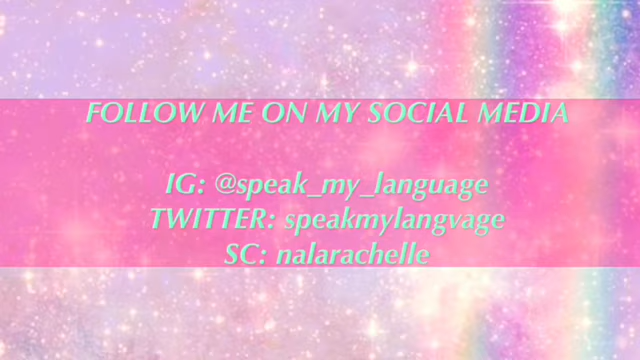 FOLLOW ME ON MY SOCIAL MEDIA
IG: @speak_my_language
TWITTER: speakmylangvage
SC: nalarachelle